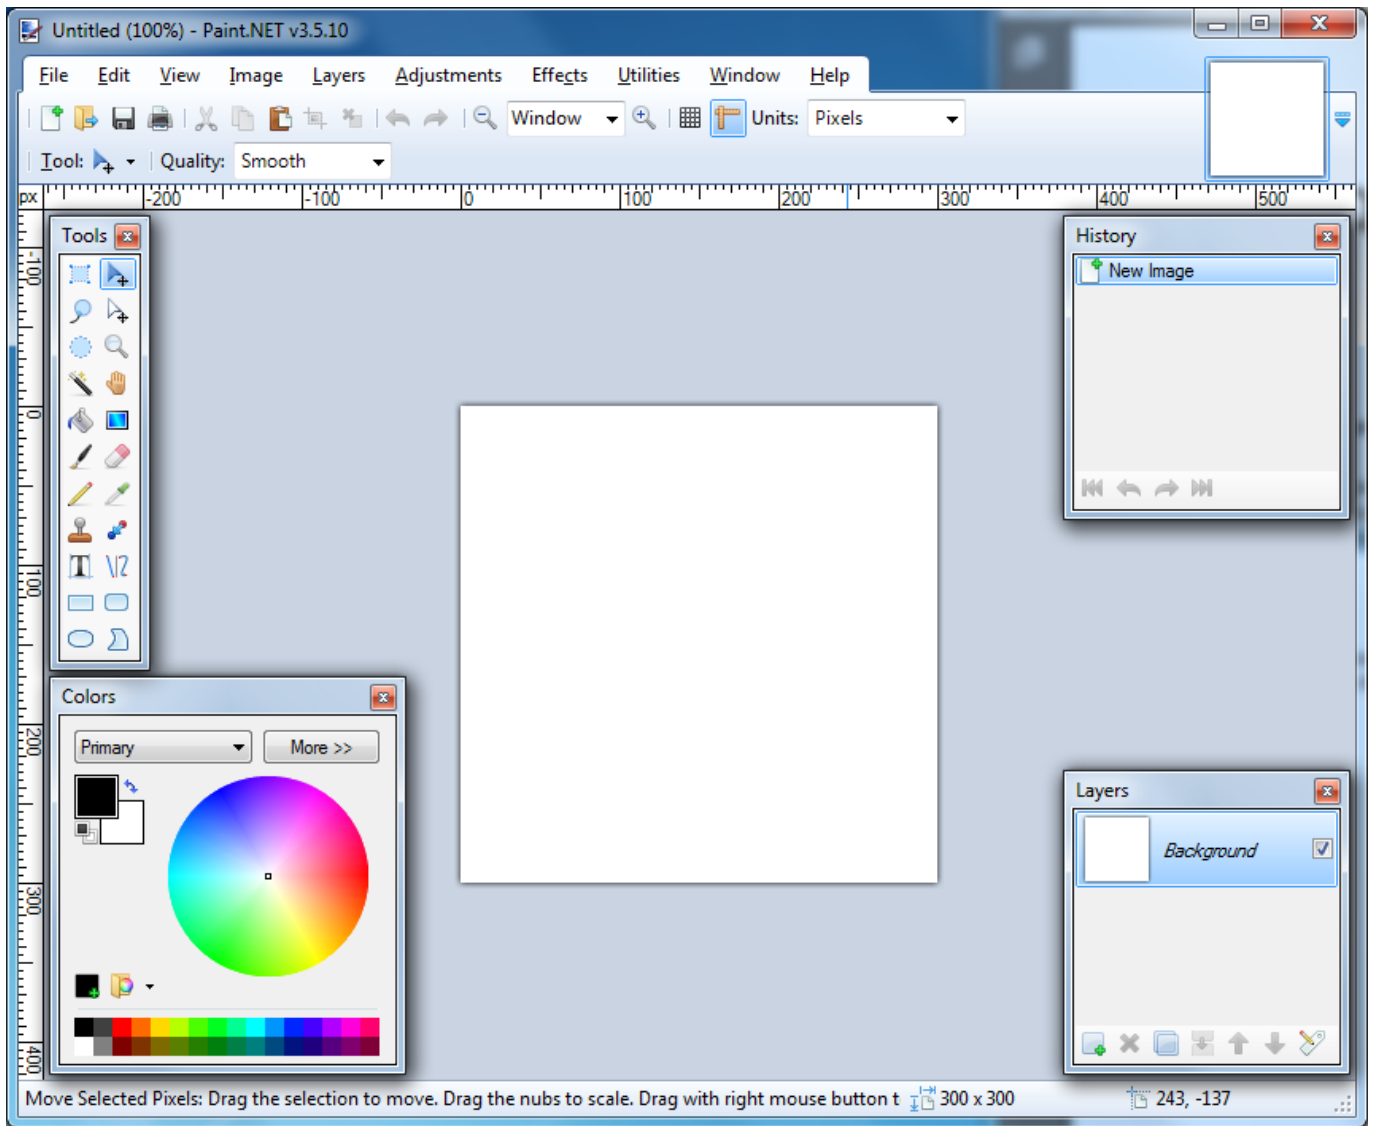 Untitled (100%) - Paint.NET v3.5.10
File Edit View Image Layers Adjustments Effects Utilities Window Help
Window Units: Pixels
Tool: Quality: Smooth
px -200 -100 0 100 200 300 400 500
Tools
History
New Image
-100
0
100
200
300
400
Colors
Primary More >>
Layers
Background
Move Selected Pixels: Drag the selection to move. Drag the nubs to scale. Drag with right mouse button t 300 x 300 243, -137